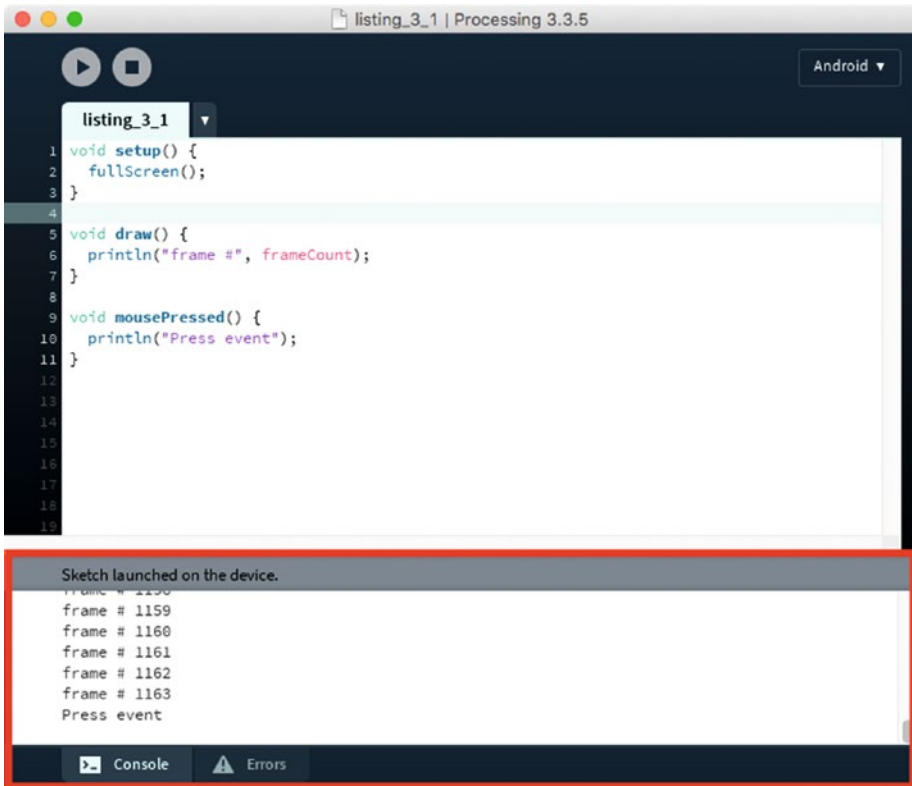 listing_3_1 | Processing 3.3.5
Android ▼
listing_3_1 ▼
1 void setup() {
2   fullScreen();
3 }
4
5 void draw() {
6   println("frame #", frameCount);
7 }
8
9 void mousePressed() {
10   println("Press event");
11 }
12
13
14
15
16
17
18
19
Sketch launched on the device.
frame # 1159
frame # 1160
frame # 1161
frame # 1162
frame # 1163
Press event
Console Errors